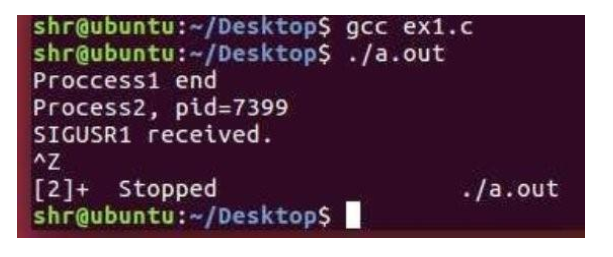 shr@ubuntu:~/Desktop$ gcc ex1.c
shr@ubuntu:~/Desktop$ ./a.out
Proccess1 end
Process2, pid=7399
SIGUSR1 received.
^Z
[2]+  Stopped                 ./a.out
shr@ubuntu:~/Desktop$